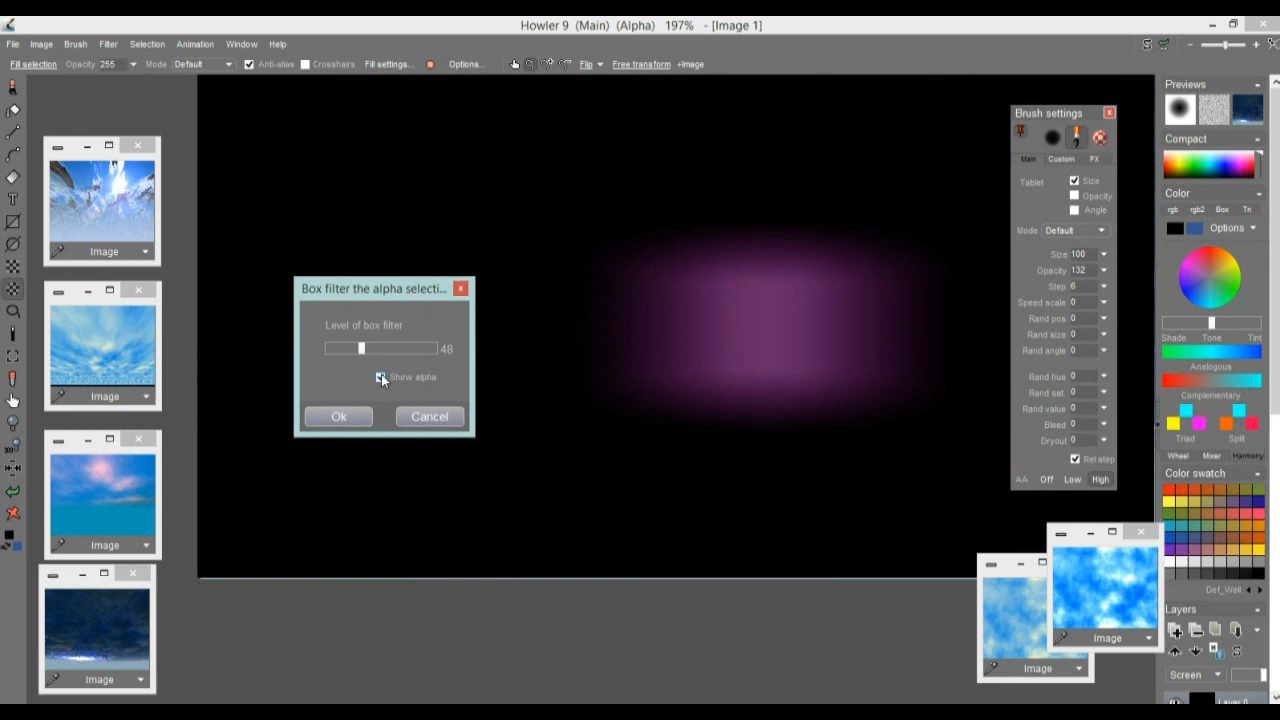 Howler 9 (Main) (Alpha) 197% - [Image 1]
File Image Brush Filter Selection Animation Window Help
Fill selection Opacity 255 Mode Default Anti-alias Crosshairs Fill settings... Options... Flip Free transform +Image
Image
Image
Image
Image
Box filter the alpha selecti...
Level of box filter
48
Show alpha
Ok Cancel
Brush settings
Main Custom FX
Tablet Size
Opacity
Angle
Mode Default
Size 100
Opacity 132
Step 6
Speed scale 0
Rand pos 0
Rand size 0
Rand angle 0
Rand hue 0
Rand sat. 0
Rand value 0
Bleed 0
Dryout 0
Rel step
AA Off Low High
Image
Image
Previews
Compact
Color
rgb rgb2 Box Tri
Options
Shade Tone Tint
Analogous
Complementary
Triad Split
Wheel Mixer Harmony
Color swatch
Def_Well
Layers
Screen
Layer 0